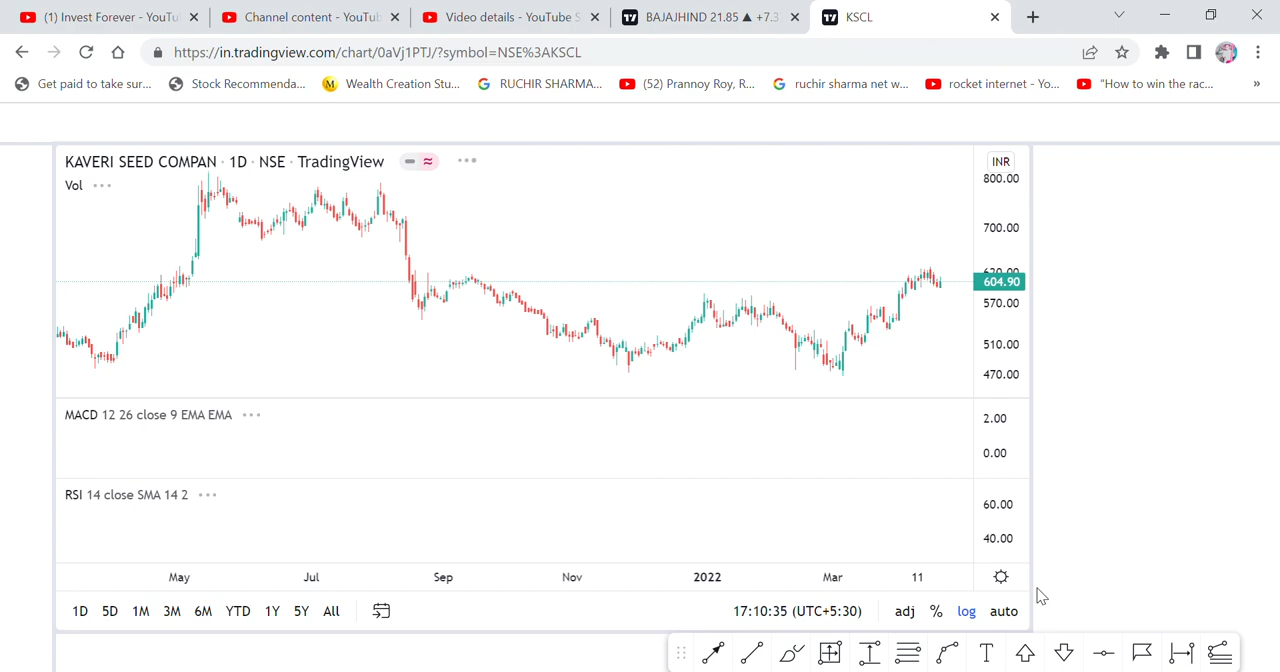 (1) Invest Forever - YouTu
Channel content - YouTub
Video details - YouTube S
BAJAJHIND 21.85 ▲ +7.3
KSCL
https://in.tradingview.com/chart/0aVj1PTJ/?symbol=NSE%3AKSCL
Get paid to take sur...
Stock Recommenda...
M Wealth Creation Stu...
G RUCHIR SHARMA...
(52) Prannoy Roy, R...
G ruchir sharma net w...
rocket internet - Yo...
"How to win the rac...
»
KAVERI SEED COMPAN · 1D · NSE · TradingView
INR
Vol
800.00
700.00
620.00
604.90
570.00
510.00
470.00
MACD 12 26 close 9 EMA EMA
2.00
0.00
RSI 14 close SMA 14 2
60.00
40.00
May Jul Sep Nov 2022 Mar 11
1D 5D 1M 3M 6M YTD 1Y 5Y All
17:10:35 (UTC+5:30) adj % log auto
T